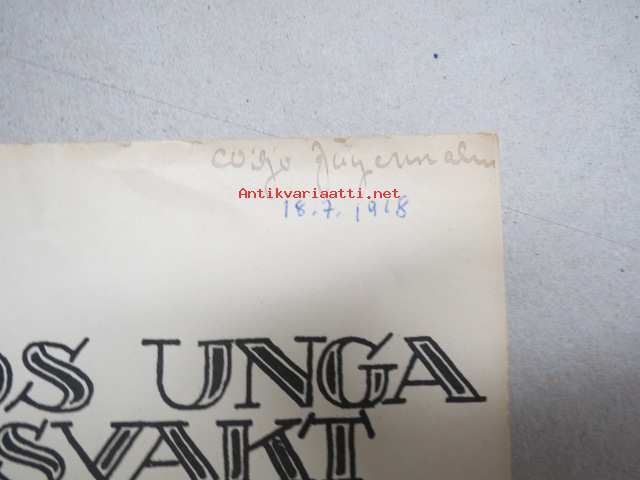 Antikvariaatti.net
18.7.1918
OS UNGA
SVAKT